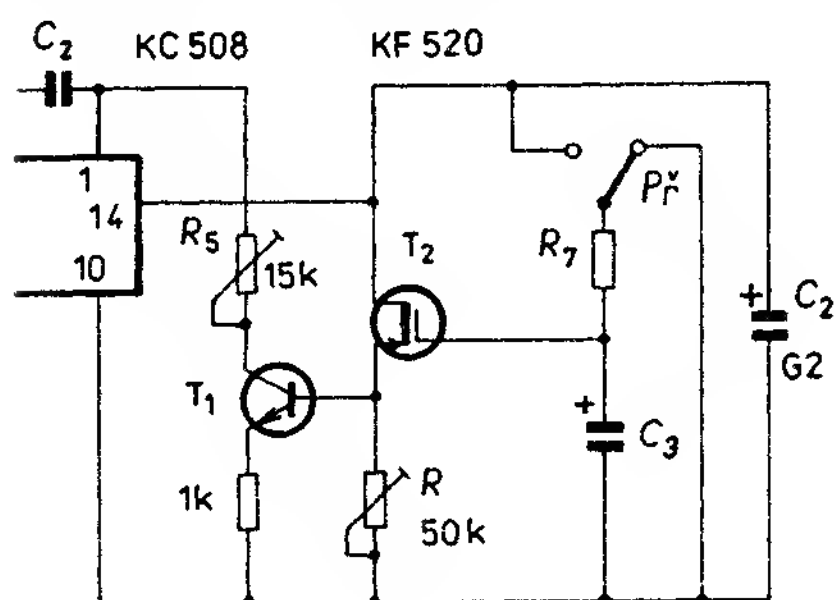 C₂ KC 508 KF 520
1
14
10
R₅
15k
T₂
Př
R₇
+ C₂
G2
T₁
+ C₃
1k
R
50k